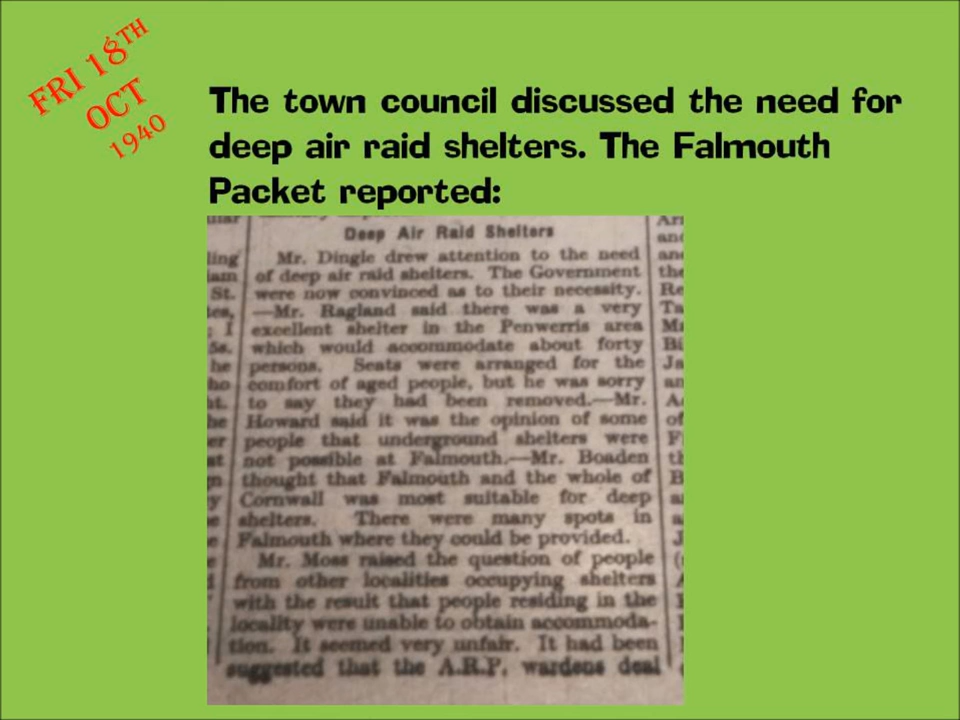 FRI 18TH
OCT
1940
The town council discussed the need for
deep air raid shelters. The Falmouth
Packet reported:
Deep Air Raid Shelters
Mr. Dingle drew attention to the need
of deep air raid shelters. The Government
were now convinced as to their necessity.
—Mr. Ragland said there was a very
excellent shelter in the Penwerris area
which would accommodate about forty
persons. Seats were arranged for the
comfort of aged people, but he was sorry
to say they had been removed.—Mr.
Howard said it was the opinion of some
people that underground shelters were
not possible at Falmouth.—Mr. Boaden
thought that Falmouth and the whole of
Cornwall was most suitable for deep
shelters. There were many spots in
Falmouth where they could be provided.
Mr. Moss raised the question of people
from other localities occupying shelters
with the result that people residing in the
locality were unable to obtain accommoda-
tion. It seemed very unfair. It had been
suggested that the A.R.P. wardens deal